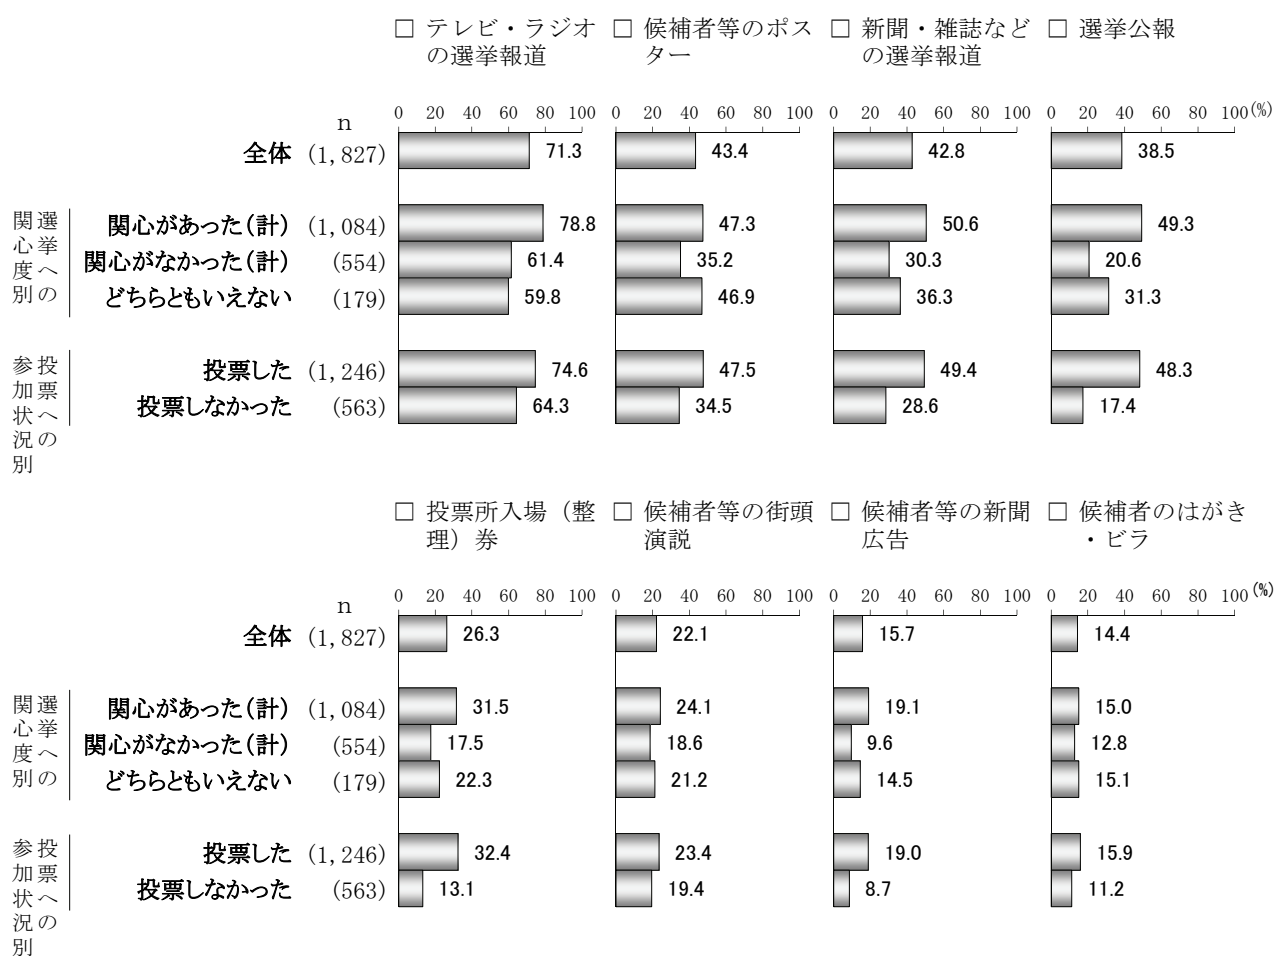 □ テレビ・ラジオ □ 候補者等のポス □ 新聞・雑誌など □ 選挙公報
の選挙報道 ター の選挙報道
0 20 40 60 80 100 0 20 40 60 80 100 0 20 40 60 80 100 0 20 40 60 80 100 (%)
n
全体 (1,827) 71.3 43.4 42.8 38.5
選挙への
関心度別
関心があった(計) (1,084) 78.8 47.3 50.6 49.3
関心がなかった(計) (554) 61.4 35.2 30.3 20.6
どちらともいえない (179) 59.8 46.9 36.3 31.3
投票への
参加状況別
投票した (1,246) 74.6 47.5 49.4 48.3
投票しなかった (563) 64.3 34.5 28.6 17.4
□ 投票所入場（整 □ 候補者等の街頭 □ 候補者等の新聞 □ 候補者のはがき
理）券 演説 広告 ・ビラ
0 20 40 60 80 100 0 20 40 60 80 100 0 20 40 60 80 100 0 20 40 60 80 100 (%)
n
全体 (1,827) 26.3 22.1 15.7 14.4
選挙への
関心度別
関心があった(計) (1,084) 31.5 24.1 19.1 15.0
関心がなかった(計) (554) 17.5 18.6 9.6 12.8
どちらともいえない (179) 22.3 21.2 14.5 15.1
投票への
参加状況別
投票した (1,246) 32.4 23.4 19.0 15.9
投票しなかった (563) 13.1 19.4 8.7 11.2